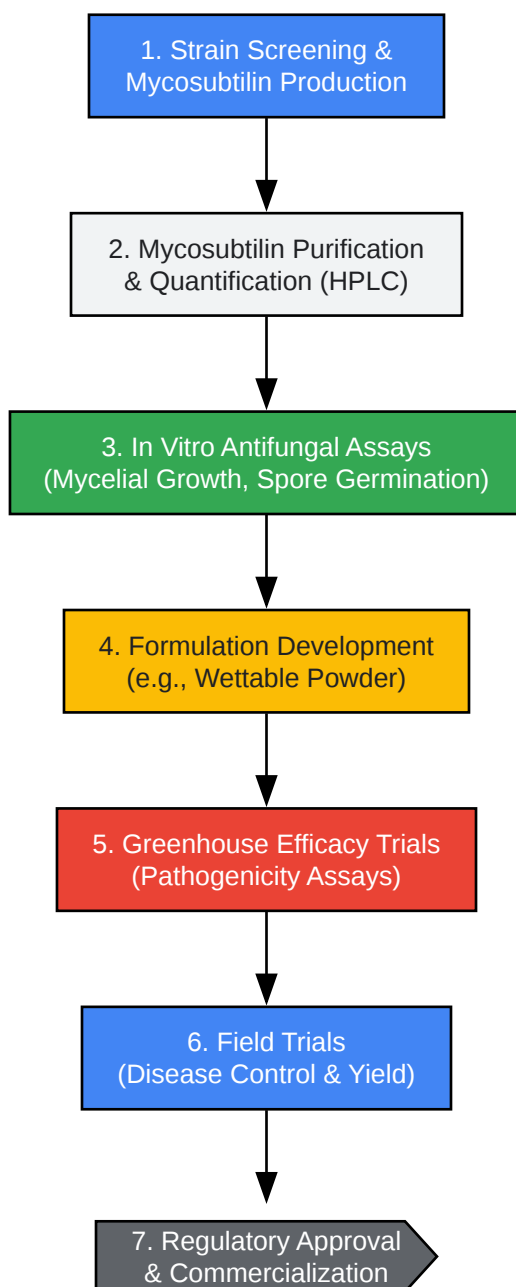 1. Strain Screening &
Mycosubtilin Production
2. Mycosubtilin Purification
& Quantification (HPLC)
3. In Vitro Antifungal Assays
(Mycelial Growth, Spore Germination)
4. Formulation Development
(e.g., Wettable Powder)
5. Greenhouse Efficacy Trials
(Pathogenicity Assays)
6. Field Trials
(Disease Control & Yield)
7. Regulatory Approval
& Commercialization